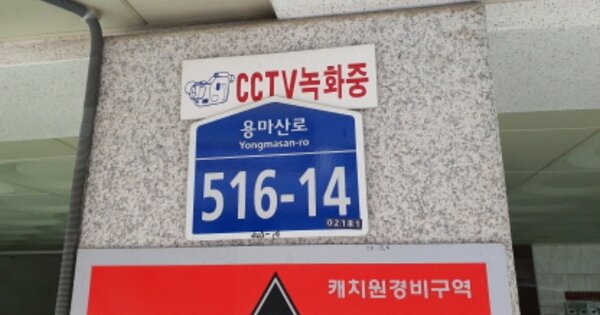 CCTV녹화중
용마산로
Yongmasan-ro
516-14
02181
캐치원경비구역